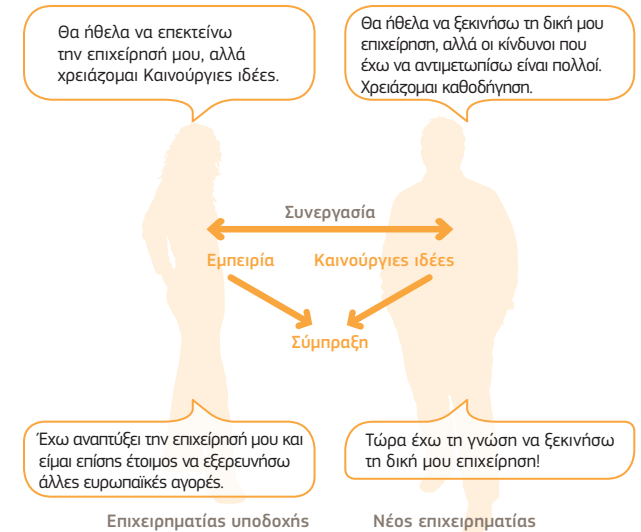 Θα ήθελα να επεκτείνω
την επιχείρησή μου, αλλά
χρειάζομαι Καινούργιες ιδέες.
Θα ήθελα να ξεκινήσω τη δική μου
επιχείρηση, αλλά οι κίνδυνοι που
έχω να αντιμετωπίσω είναι πολλοί.
Χρειάζομαι καθοδήγηση.
Συνεργασία
Εμπειρία
Καινούργιες ιδέες
Σύμπραξη
Έχω αναπτύξει την επιχείρησή μου και
είμαι επίσης έτοιμος να εξερευνήσω
άλλες ευρωπαϊκές αγορές.
Τώρα έχω τη γνώση να ξεκινήσω
τη δική μου επιχείρηση!
Επιχειρηματίας υποδοχής
Νέος επιχειρηματίας